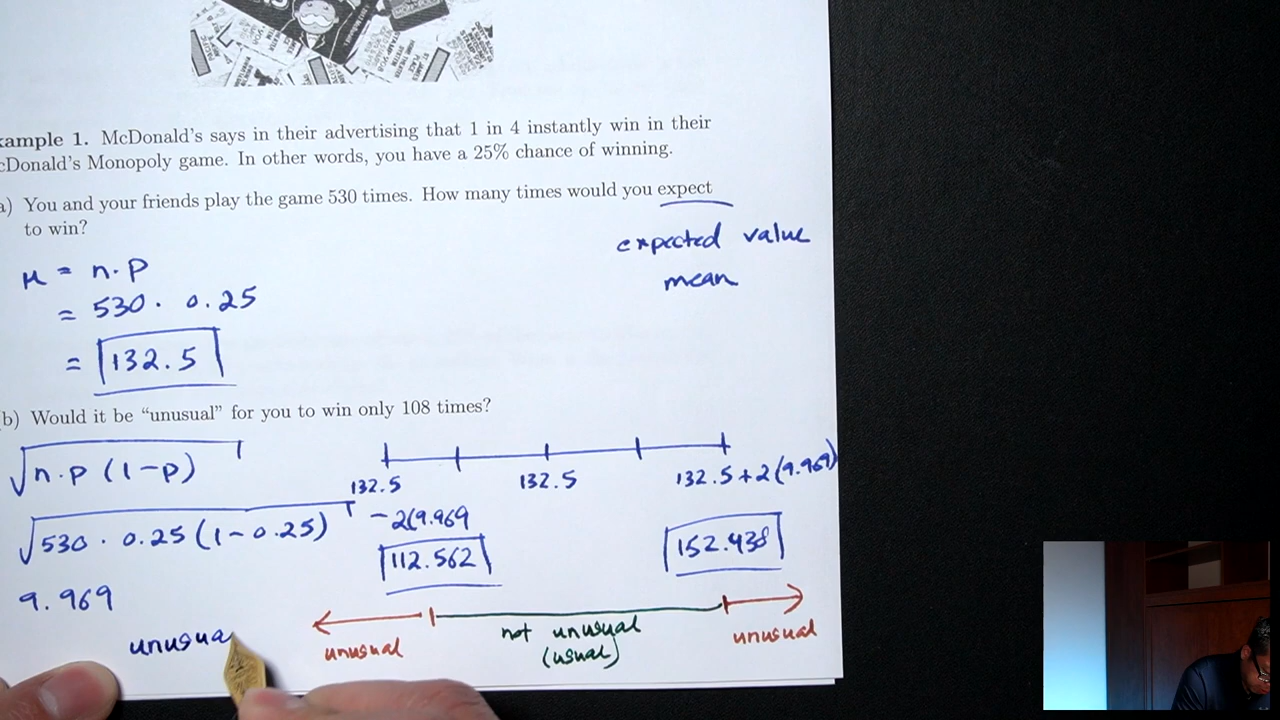 xample 1. McDonald's says in their advertising that 1 in 4 instantly win in their
cDonald's Monopoly game. In other words, you have a 25% chance of winning.
a) You and your friends play the game 530 times. How many times would you expect
to win?
expected value
mean
μ = n·p
= 530 · 0.25
= 132.5
b) Would it be “unusual” for you to win only 108 times?
√n·p (1-p)
√530 · 0.25 (1-0.25)
9.969
132.5
-2(9.969
112.562
132.5
132.5+2(9.969)
152.438
unusual
not unusual
(usual)
unusual
unusua